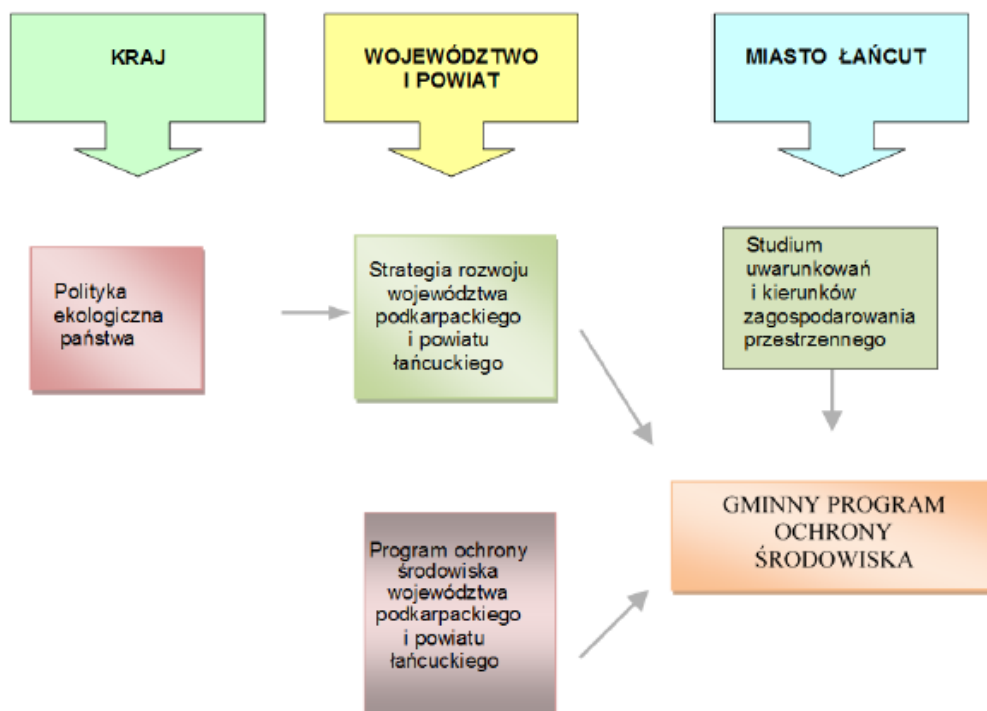 KRAJ
WOJEWÓDZTWO
I POWIAT
MIASTO ŁAŃCUT
Polityka
ekologiczna
państwa
Strategia rozwoju
województwa
podkarpackiego
i powiatu
łańcuckiego
Studium
uwarunkowań
i kierunków
zagospodarowania
przestrzennego
Program ochrony
środowiska
województwa
podkarpackiego
i powiatu
łańcuckiego
GMINNY PROGRAM
OCHRONY
ŚRODOWISKA